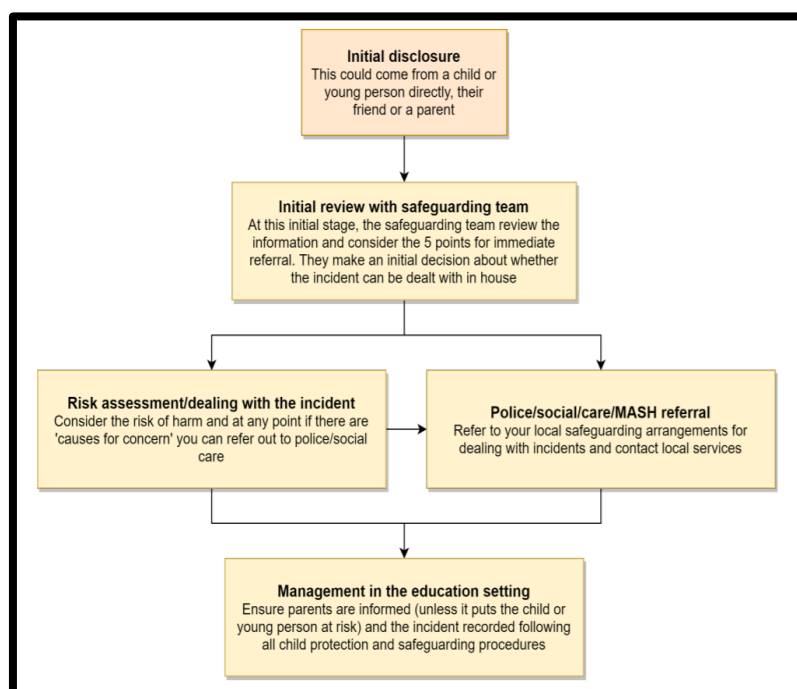 Initial disclosure
This could come from a child or
young person directly, their
friend or a parent
Initial review with safeguarding team
At this initial stage, the safeguarding team review the
information and consider the 5 points for immediate
referral. They make an initial decision about whether
the incident can be dealt with in house
Risk assessment/dealing with the incident
Consider the risk of harm and at any point if there are
'causes for concern' you can refer out to police/social
care
Police/social/care/MASH referral
Refer to your local safeguarding arrangements for
dealing with incidents and contact local services
Management in the education setting
Ensure parents are informed (unless it puts the child or
young person at risk) and the incident recorded following
all child protection and safeguarding procedures